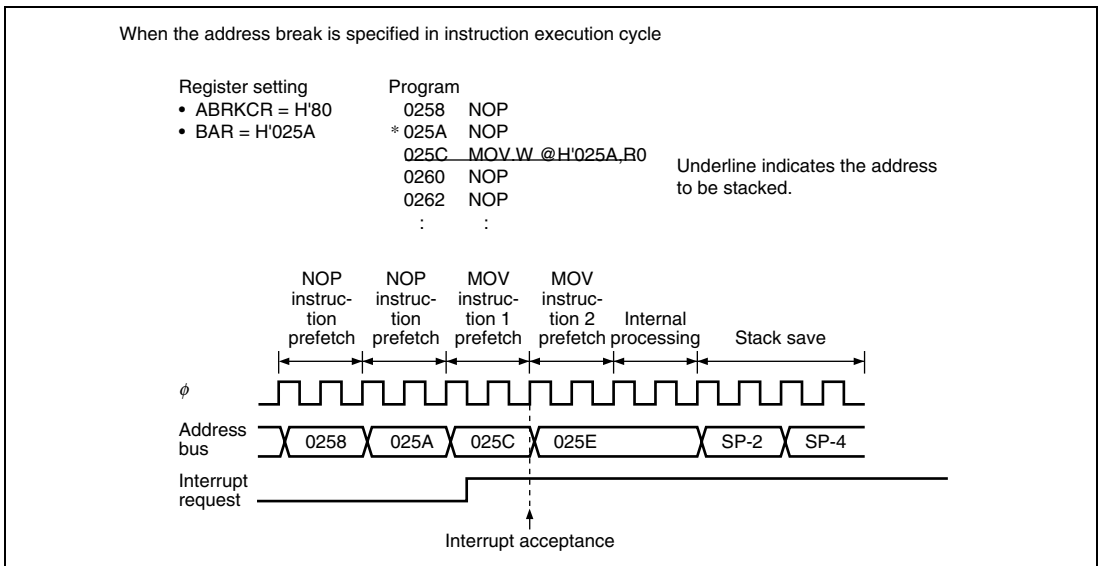 When the address break is specified in instruction execution cycle
Register setting
• ABRKCR = H'80
• BAR = H'025A
Program
0258 NOP
* 025A NOP
025C MOV.W @H'025A,R0
0260 NOP
0262 NOP
: :
Underline indicates the address
to be stacked.
NOP
instruc-
tion
prefetch
NOP
instruc-
tion
prefetch
MOV
instruc-
tion 1
prefetch
MOV
instruc-
tion 2
prefetch
Internal
processing
Stack save
φ
Address
bus
0258 025A 025C 025E SP-2 SP-4
Interrupt
request
Interrupt acceptance